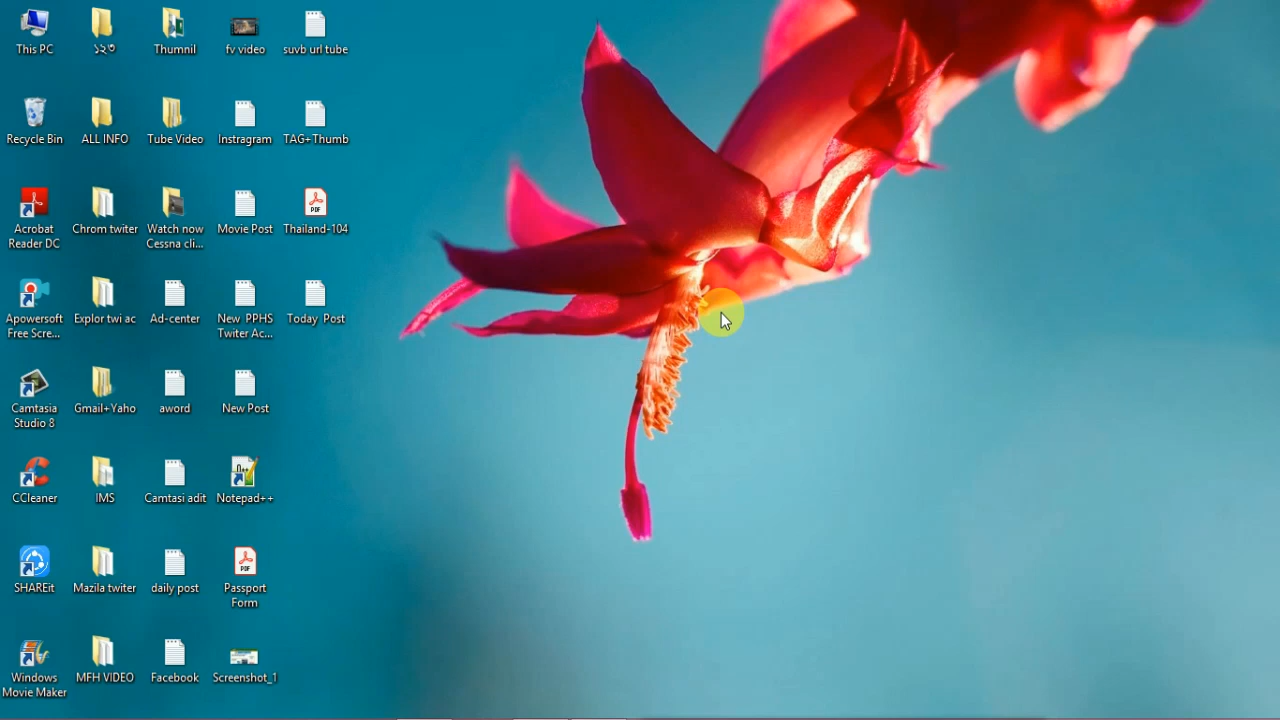 This PC
১২৩
Thumnil
fv video
suvb url tube
Recycle Bin
ALL INFO
Tube Video
Instragram
TAG+Thumb
Acrobat
Reader DC
Chrom twiter
Watch now
Cessna cli...
Movie Post
Thailand-104
Apowersoft
Free Scre...
Explor twi ac
Ad-center
New PPHS
Twiter Ac...
Today Post
Camtasia
Studio 8
Gmail+Yaho
aword
New Post
CCleaner
IMS
Camtasi adit
Notepad++
SHAREit
Mazila twiter
daily post
Passport
Form
Windows
Movie Maker
MFH VIDEO
Facebook
Screenshot_1